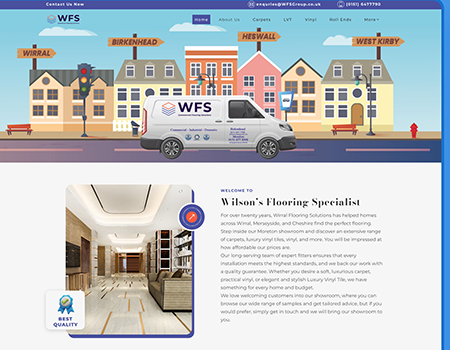 Contact Us Now
enquries@WFSGroup.co.uk
(0151) 6477790
WFS
Home
About Us
Carpets
LVT
Vinyl
Roll Ends
More
WIRRAL
BIRKENHEAD
HESWALL
WEST KIRBY
WFS
Commercial - Industrial - Domestic
WELCOME TO
Wilson's Flooring Specialist
For over twenty years, Wirral Flooring Solutions has helped homes
across Wirral, Merseyside, and Cheshire find the perfect flooring.
Step inside our Moreton showroom and discover an extensive range
of carpets, luxury vinyl tiles, vinyl, and more. You will be impressed at
how affordable our prices are.
Our long-serving team of expert fitters ensures that every
installation meets the highest standards, and we back our work with
a quality guarantee. Whether you desire a soft, luxurious carpet,
practical vinyl, or elegant and stylish Luxury Vinyl Tile, we have
something for every home and budget.
We love welcoming customers into our showroom, where you can
browse our wide range of samples and get tailored advice, but if you
would prefer, simply get in touch and we will bring our showroom to
you.
BEST
QUALITY